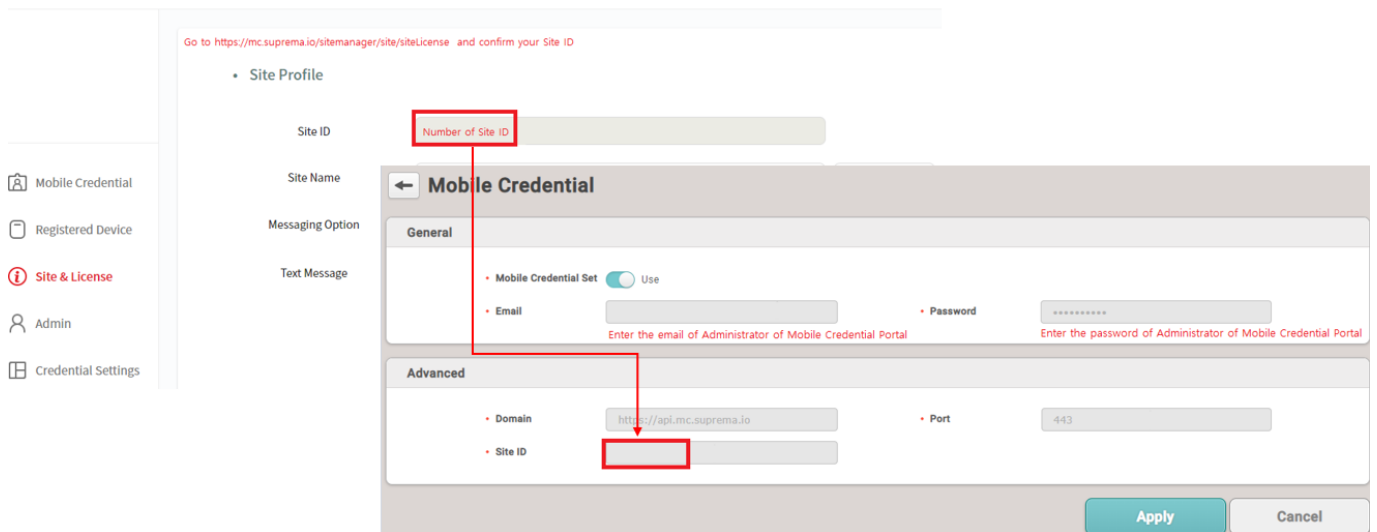 Go to https://mc.suprema.io/sitemanager/site/siteLicense and confirm your Site ID
• Site Profile
Site ID
Number of Site ID
Site Name
Messaging Option
Text Message
Mobile Credential
Registered Device
Site & License
Admin
Credential Settings
Mobile Credential
General
• Mobile Credential Set Use
• Email
• Password
••••••••••
Enter the email of Administrator of Mobile Credential Portal
Enter the password of Administrator of Mobile Credential Portal
Advanced
• Domain https://api.mc.suprema.io
• Port 443
• Site ID
Apply
Cancel